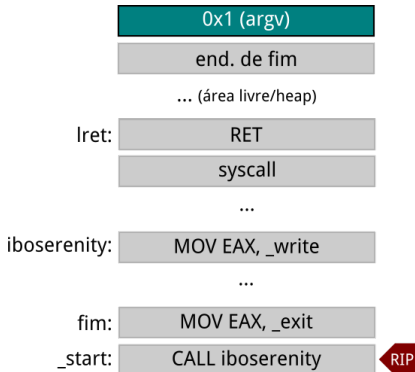 0x1 (argv)
end. de fim
... (área livre/heap)
lret: RET
syscall
...
iboserenity: MOV EAX, _write
...
fim: MOV EAX, _exit
_start: CALL iboserenity RIP